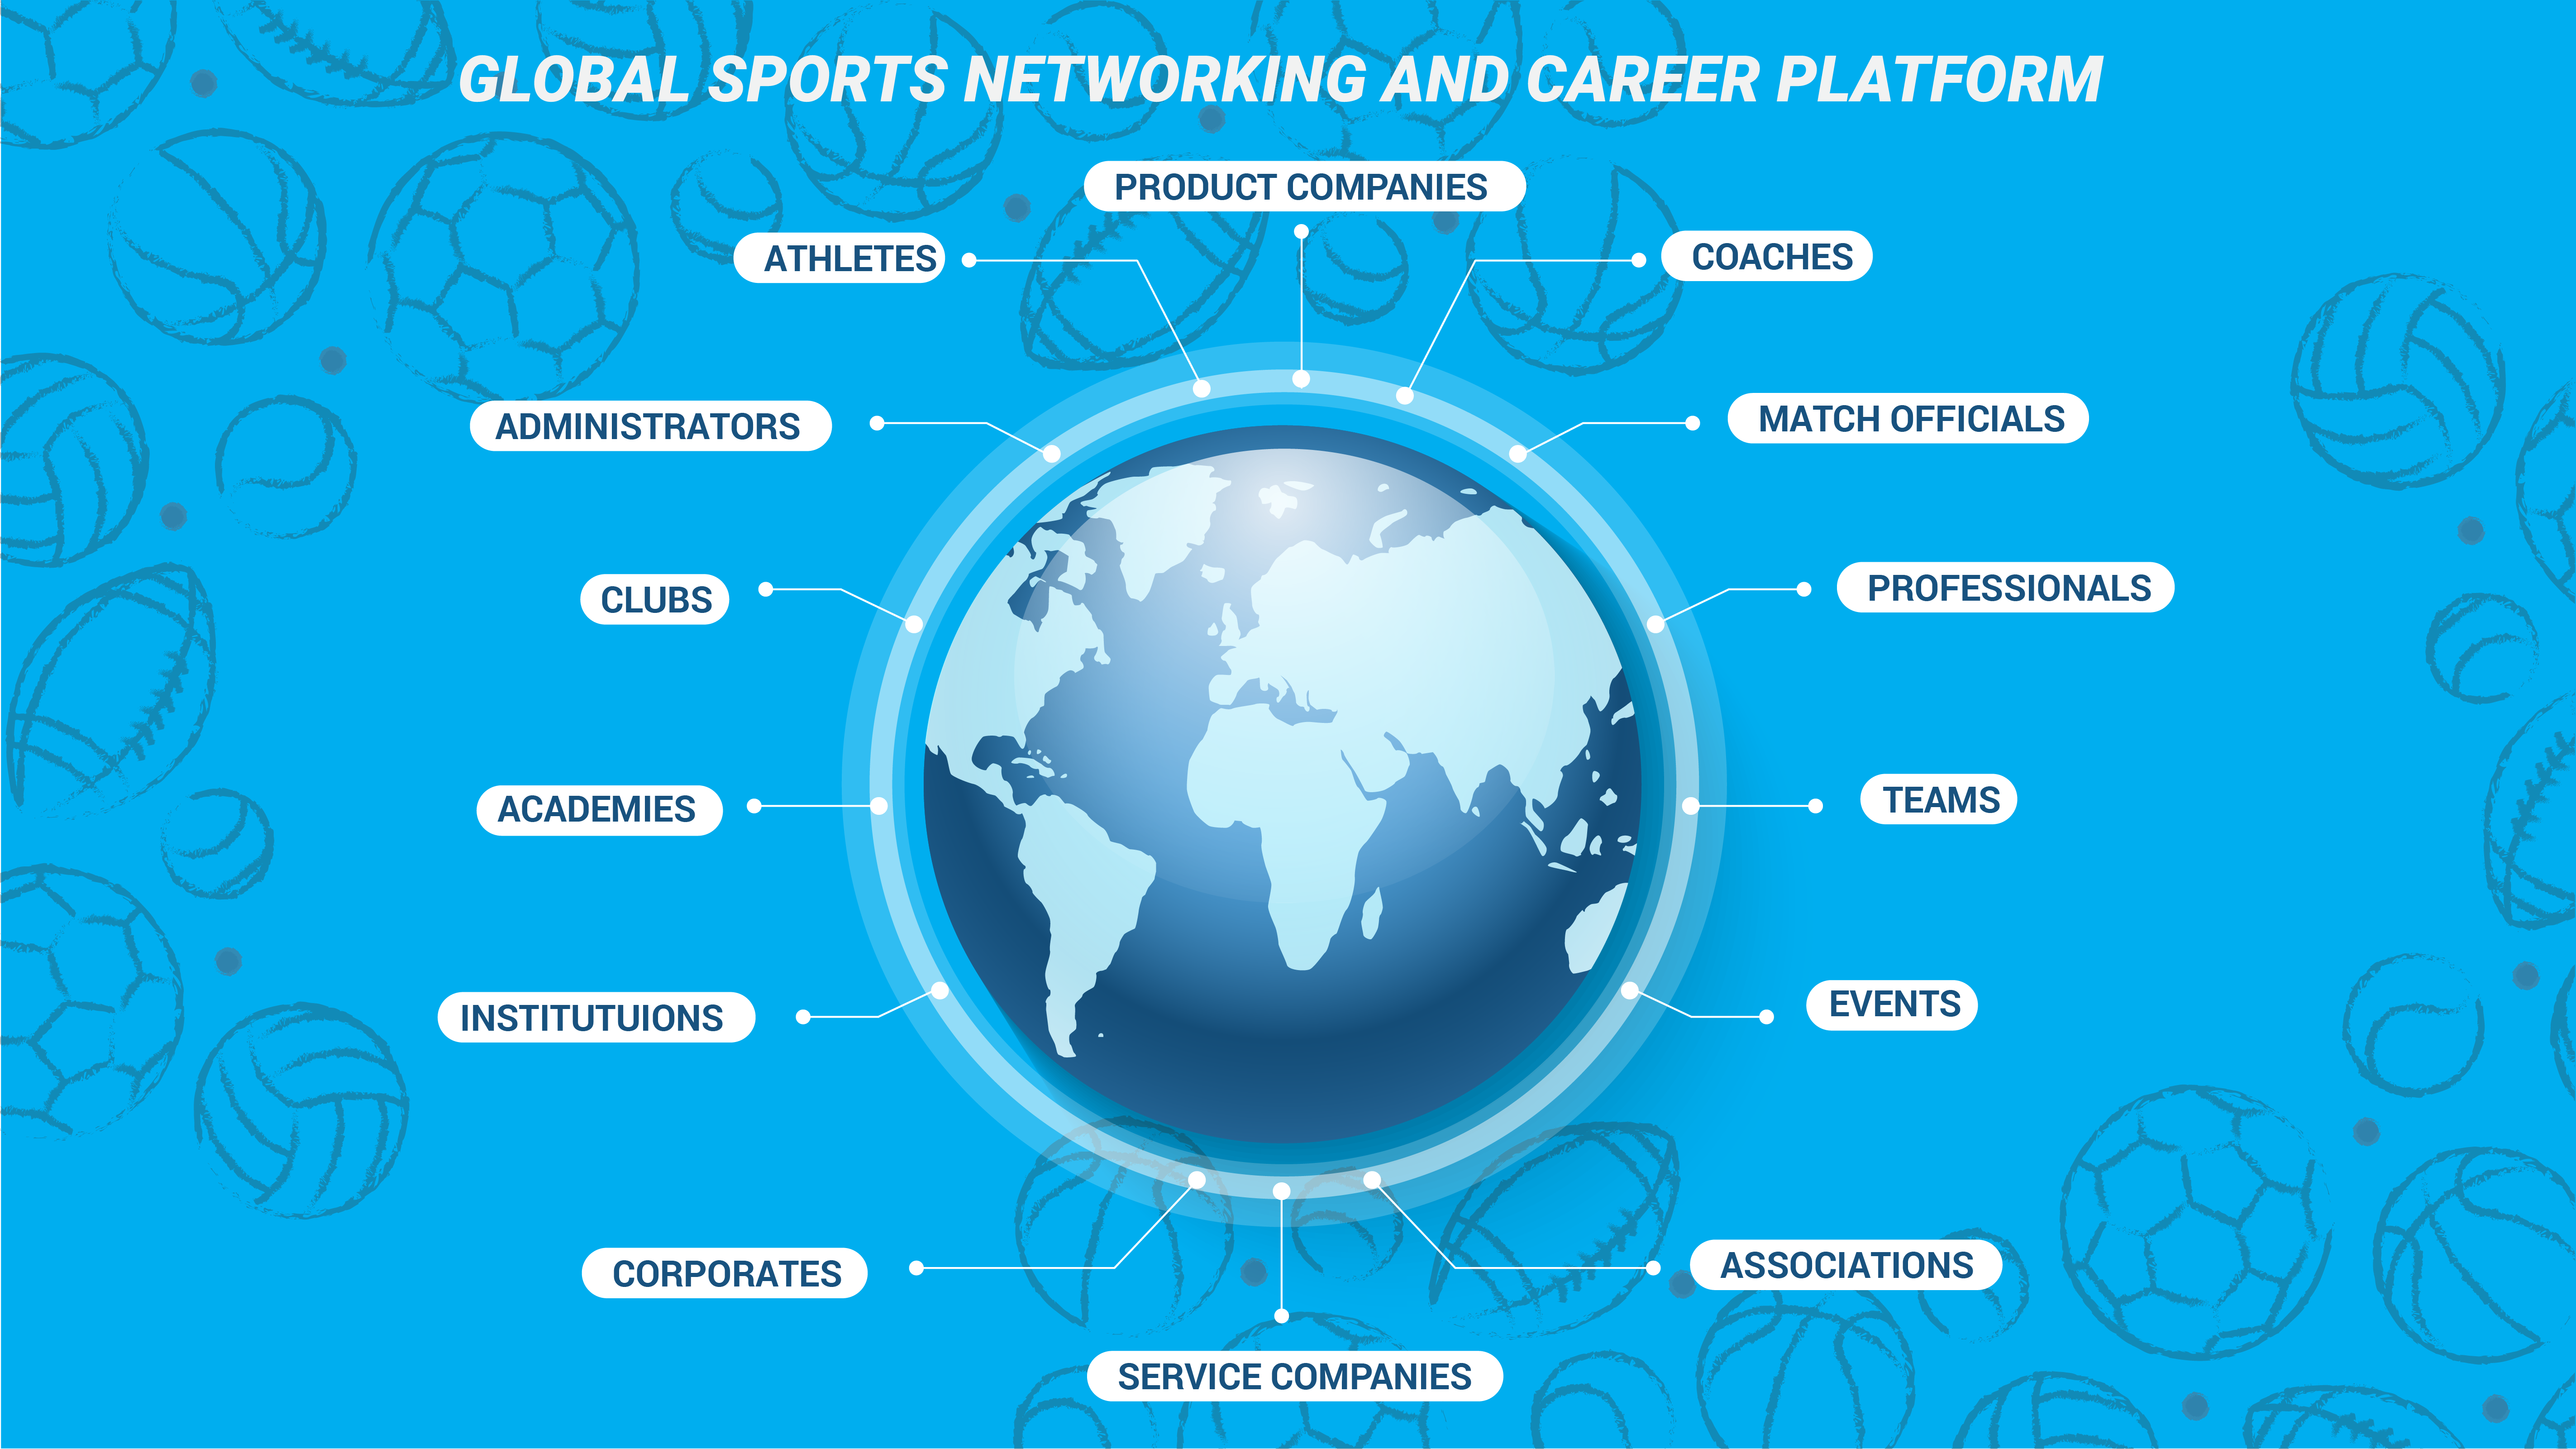 GLOBAL SPORTS NETWORKING AND CAREER PLATFORM
PRODUCT COMPANIES
ATHLETES
COACHES
ADMINISTRATORS
MATCH OFFICIALS
CLUBS
PROFESSIONALS
ACADEMIES
TEAMS
INSTITUTUIONS
EVENTS
CORPORATES
ASSOCIATIONS
SERVICE COMPANIES